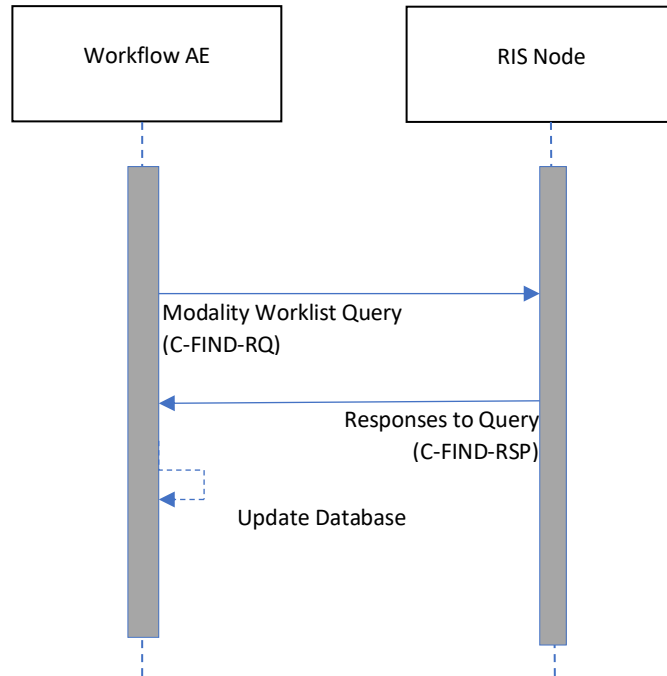 Workflow AE
RIS Node
Modality Worklist Query
(C-FIND-RQ)
Responses to Query
(C-FIND-RSP)
Update Database